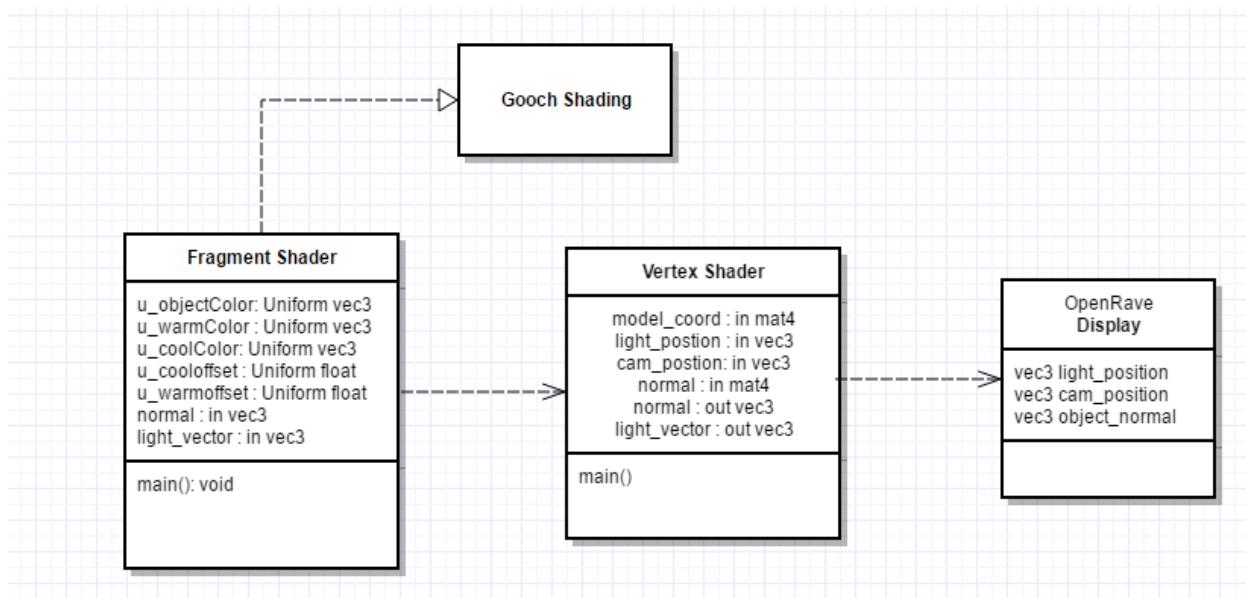 Gooch Shading
Fragment Shader
u_objectColor: Uniform vec3
u_warmColor : Uniform vec3
u_coolColor: Uniform vec3
u_cooloffset : Uniform float
u_warmoffset : Uniform float
normal : in vec3
light_vector : in vec3
main(): void
Vertex Shader
model_coord : in mat4
light_postion : in vec3
cam_postion: in vec3
normal : in mat4
normal : out vec3
light_vector : out vec3
main()
OpenRave
Display
vec3 light_position
vec3 cam_position
vec3 object_normal